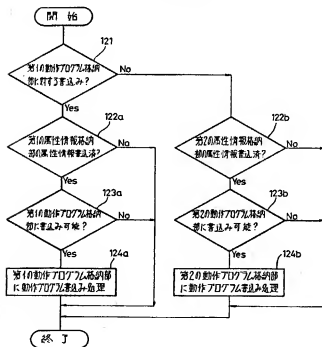 開始
121
第1の動作プログラム格納
部に対する書込み?
No
Yes
122a
第1の属性情報格納
部の属性情報書込済?
No
Yes
123a
第1の動作プログラム格納
部に書込み可能?
No
Yes
124a
第1の動作プログラム格納部
に動作プログラム書込み処理
122b
第2の属性情報格納
部の属性情報書込済?
No
Yes
123b
第2の動作プログラム格納
部に書込み可能?
No
Yes
124b
第2の動作プログラム格納部
に動作プログラム書込み処理
終了